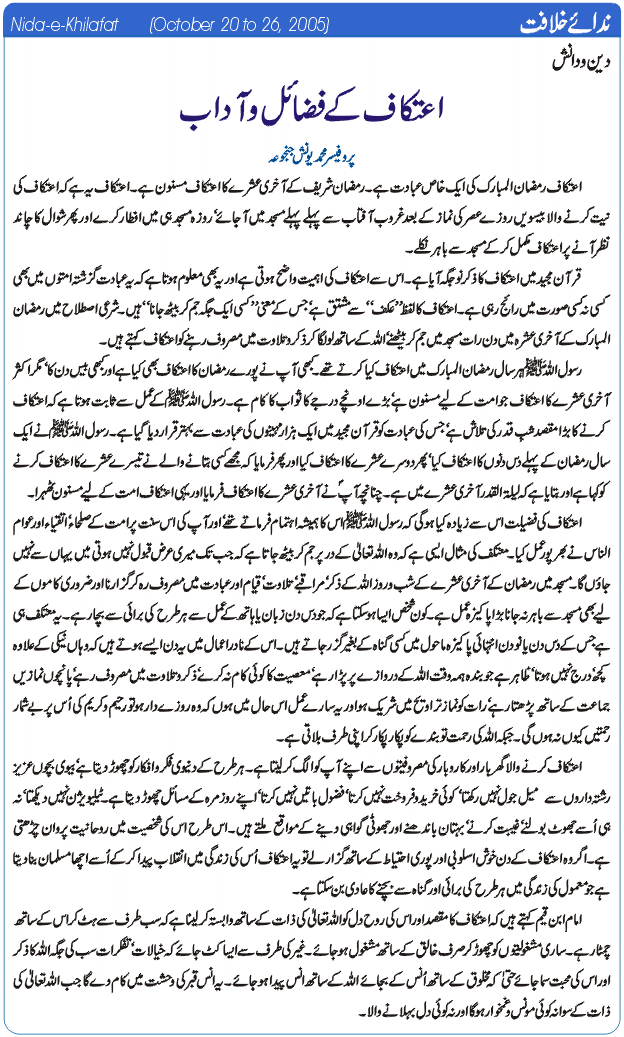 Nida-e-Khilafat (October 20 to 26, 2005) ندائے خلافت
دین و دانش
اعتکاف کے فضائل و آداب
پروفیسر محمد یونس جنجوعہ
اعتکاف رمضان المبارک کی ایک خاص عبادت ہے۔ رمضان شریف کے آخری عشرے کا اعتکاف مسنون ہے۔ اعتکاف یہ ہے کہ اعتکاف کی
نیت کرنے والا بیسویں روزے عصر کی نماز کے بعد غروب آفتاب سے پہلے پہلے مسجد میں آجائے‘ روزہ مسجد ہی میں افطار کرے اور پھر شوال کا چاند
نظر آنے پر اعتکاف مکمل کر کے مسجد سے باہر نکلے۔
قرآن مجید میں اعتکاف کا ذکر نو جگہ آیا ہے۔ اس سے اعتکاف کی اہمیت واضح ہوتی ہے اور یہ بھی معلوم ہوتا ہے کہ یہ عبادت گزشتہ امتوں میں بھی
کسی نہ کسی صورت میں رائج رہی ہے۔ اعتکاف کا لفظ ’’عکف‘‘ سے مشتق ہے‘ جس کے معنی ’’کسی ایک جگہ جم کر بیٹھ جانا‘‘ ہیں۔ شرعی اصطلاح میں رمضان
المبارک کے آخری عشرہ میں دن رات مسجد میں جم کر بیٹھنے‘ اللہ کے ساتھ لو لگا کر ذکر و تلاوت میں مصروف رہنے کو اعتکاف کہتے ہیں۔
رسول اللہ ﷺ ہر سال رمضان المبارک میں اعتکاف کیا کرتے تھے۔ کبھی آپ نے پورے رمضان کا اعتکاف بھی کیا ہے اور کبھی بیس دن کا‘ مگر اکثر
آخری عشرے کا اعتکاف جو امت کے لیے مسنون ہے‘ بڑے اونچے درجے کا ثواب کا کام ہے۔ رسول اللہ ﷺ کے عمل سے ثابت ہوتا ہے کہ اعتکاف
کرنے کا بڑا مقصد شب قدر کی تلاش ہے‘ جس کی عبادت کو قرآن مجید میں ایک ہزار مہینوں کی عبادت سے بہتر قرار دیا گیا ہے۔ رسول اللہ ﷺ نے ایک
سال رمضان کے پہلے دس دنوں کا اعتکاف کیا‘ پھر دوسرے عشرے کا اعتکاف کیا اور پھر فرمایا کہ مجھے کسی بتانے والے نے تیسرے عشرے کا اعتکاف کرنے
کو کہا ہے اور بتایا ہے کہ لیلۃ القدر آخری عشرے میں ہے۔ چنانچہ آپؐ نے آخری عشرے کا اعتکاف فرمایا اور یہی اعتکاف امت کے لیے مسنون ٹھہرا۔
اعتکاف کی فضیلت اس سے زیادہ کیا ہوگی کہ رسول اللہ ﷺ اس کا ہمیشہ اہتمام فرماتے تھے‘ اور آپ کی اس سنت پر امت کے صلحاء‘ اتقیاء اور عوام
الناس نے بھرپور عمل کیا۔ معتکف کی مثال ایسی ہے کہ وہ اللہ تعالیٰ کے در پر جم کر بیٹھ جاتا ہے کہ جب تک میری عرض قبول نہیں ہوتی میں یہاں سے نہیں
جاؤں گا۔ مسجد میں رمضان کے آخری عشرے کے شب و روز اللہ کے ذکر‘ مراقبے‘ تلاوت‘ قیام اور عبادت میں مصروف رہ کر گزارنا اور ضروری کاموں کے
لیے بھی مسجد سے باہر نہ جانا بڑا پاکیزہ عمل ہے۔ کون شخص ایسا ہو سکتا ہے کہ جو دس دن زبان یا ہاتھ کے عمل سے ہر طرح کی برائی سے بچا رہے۔ یہ معتکف ہی
ہے جس کے دس دن یا نو دن انتہائی پاکیزہ ماحول میں کسی گناہ کے بغیر گزر جاتے ہیں۔ اس کے نادر اعمال میں یہ دن ایسے ہوتے ہیں کہ وہاں نیکی کے علاوہ
کچھ درج نہیں ہوتا‘ ظاہر ہے جو بندہ ہمہ وقت اللہ کے دروازے پر پڑا رہے‘ معصیت کا کوئی کام نہ کرے‘ ذکر و تلاوت میں مصروف رہے‘ پانچوں نمازیں
جماعت کے ساتھ پڑھتا رہے‘ رات کو نماز تراویح میں شریک ہو اور یہ سارے عمل اس حال میں ہوں کہ وہ روزے دار ہو تو رحیم و کریم کی اُس پر بے شمار
رحمتیں کیوں نہ ہوں گی۔ جبکہ اللہ کی رحمت تو بندے کو پکار پکار کر اپنی طرف بلاتی ہے۔
اعتکاف کرنے والا گھر بار اور کاروبار کی مصروفیتوں سے اپنے آپ کو الگ کر لیتا ہے۔ ہر طرح کے دنیوی فکر و افکار کو چھوڑ دیتا ہے‘ بیوی بچوں عزیز
رشتہ داروں سے میل جول نہیں رکھتا‘ کوئی خرید و فروخت نہیں کرتا‘ فضول باتیں نہیں کرتا‘ اپنے روزمرہ کے مسائل چھوڑ دیتا ہے۔ ٹیلیویژن نہیں دیکھتا‘ نہ
ہی اُسے جھوٹ بولنے‘ غیبت کرنے‘ بہتان باندھنے اور جھوٹی گواہی دینے کے مواقع ملتے ہیں۔ اس طرح اس کی شخصیت میں روحانیت پروان چڑھتی
ہے۔ اگر وہ اعتکاف کے دن خوش اسلوبی اور پوری احتیاط کے ساتھ گزار لے تو یہ اعتکاف اُس کی زندگی میں انقلاب پیدا کر کے اُسے اچھا مسلمان بنا دیتا
ہے جو معمول کی زندگی میں ہر طرح کی برائی اور گناہ سے بچنے کا عادی بن سکتا ہے۔
امام ابن قیم کہتے ہیں کہ اعتکاف کا مقصد اور اس کی روح دل کو اللہ تعالیٰ کی ذات کے ساتھ وابستہ کر لینا ہے کہ سب طرف سے ہٹ کر اس کے ساتھ
چمٹا رہے۔ ساری مشغولیتوں کو چھوڑ کر صرف خالق کے ساتھ مشغول ہو جائے۔ غیر کی طرف سے ایسا کٹ جائے کہ خیالات‘ تفکرات سب کی جگہ اللہ کا ذکر
اور اس کی محبت سما جائے حتیٰ کہ مخلوق کے ساتھ اُنس کے بجائے اللہ کے ساتھ انس پیدا ہو جائے۔ یہ انس قبر کی وحشت میں کام دے گا جب اللہ تعالیٰ کی
ذات کے سوا نہ کوئی مونس و غمخوار ہوگا اور نہ کوئی دل بہلانے والا۔